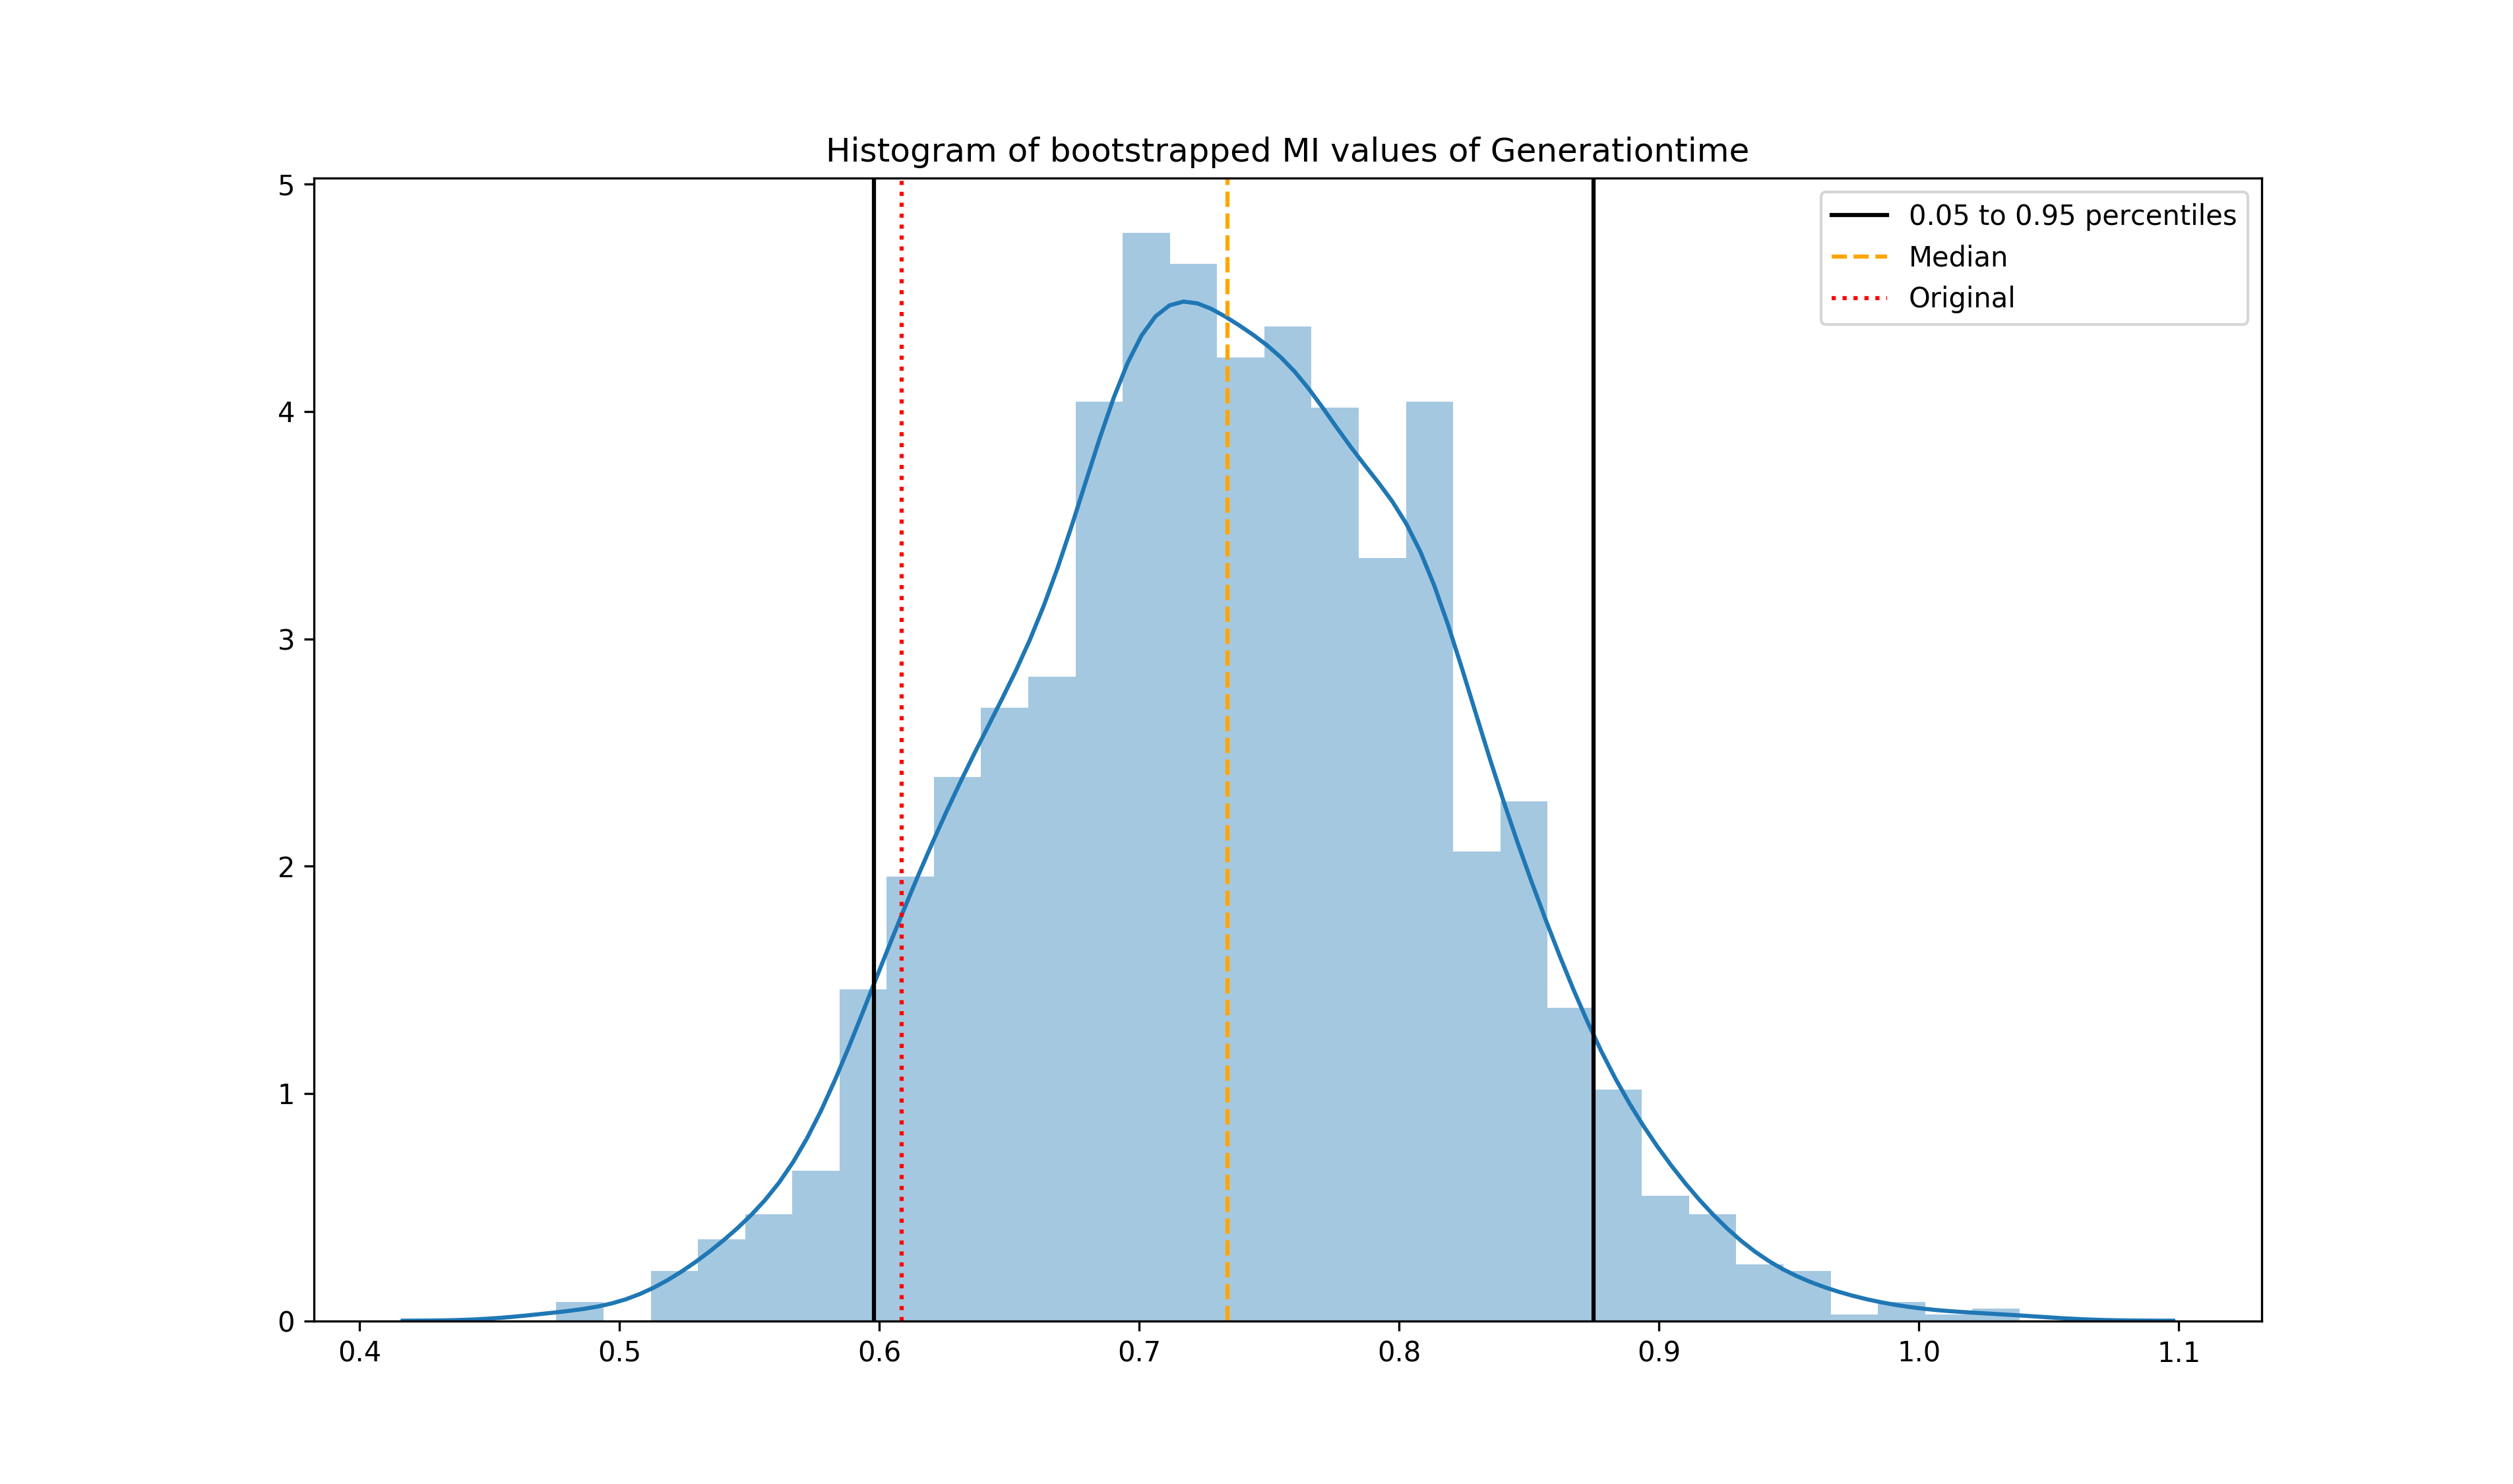 Histogram of bootstrapped MI values of Generationtime
5
4
3
2
1
0
0.05 to 0.95 percentiles
Median
Original
0.4 0.5 0.6 0.7 0.8 0.9 1.0 1.1